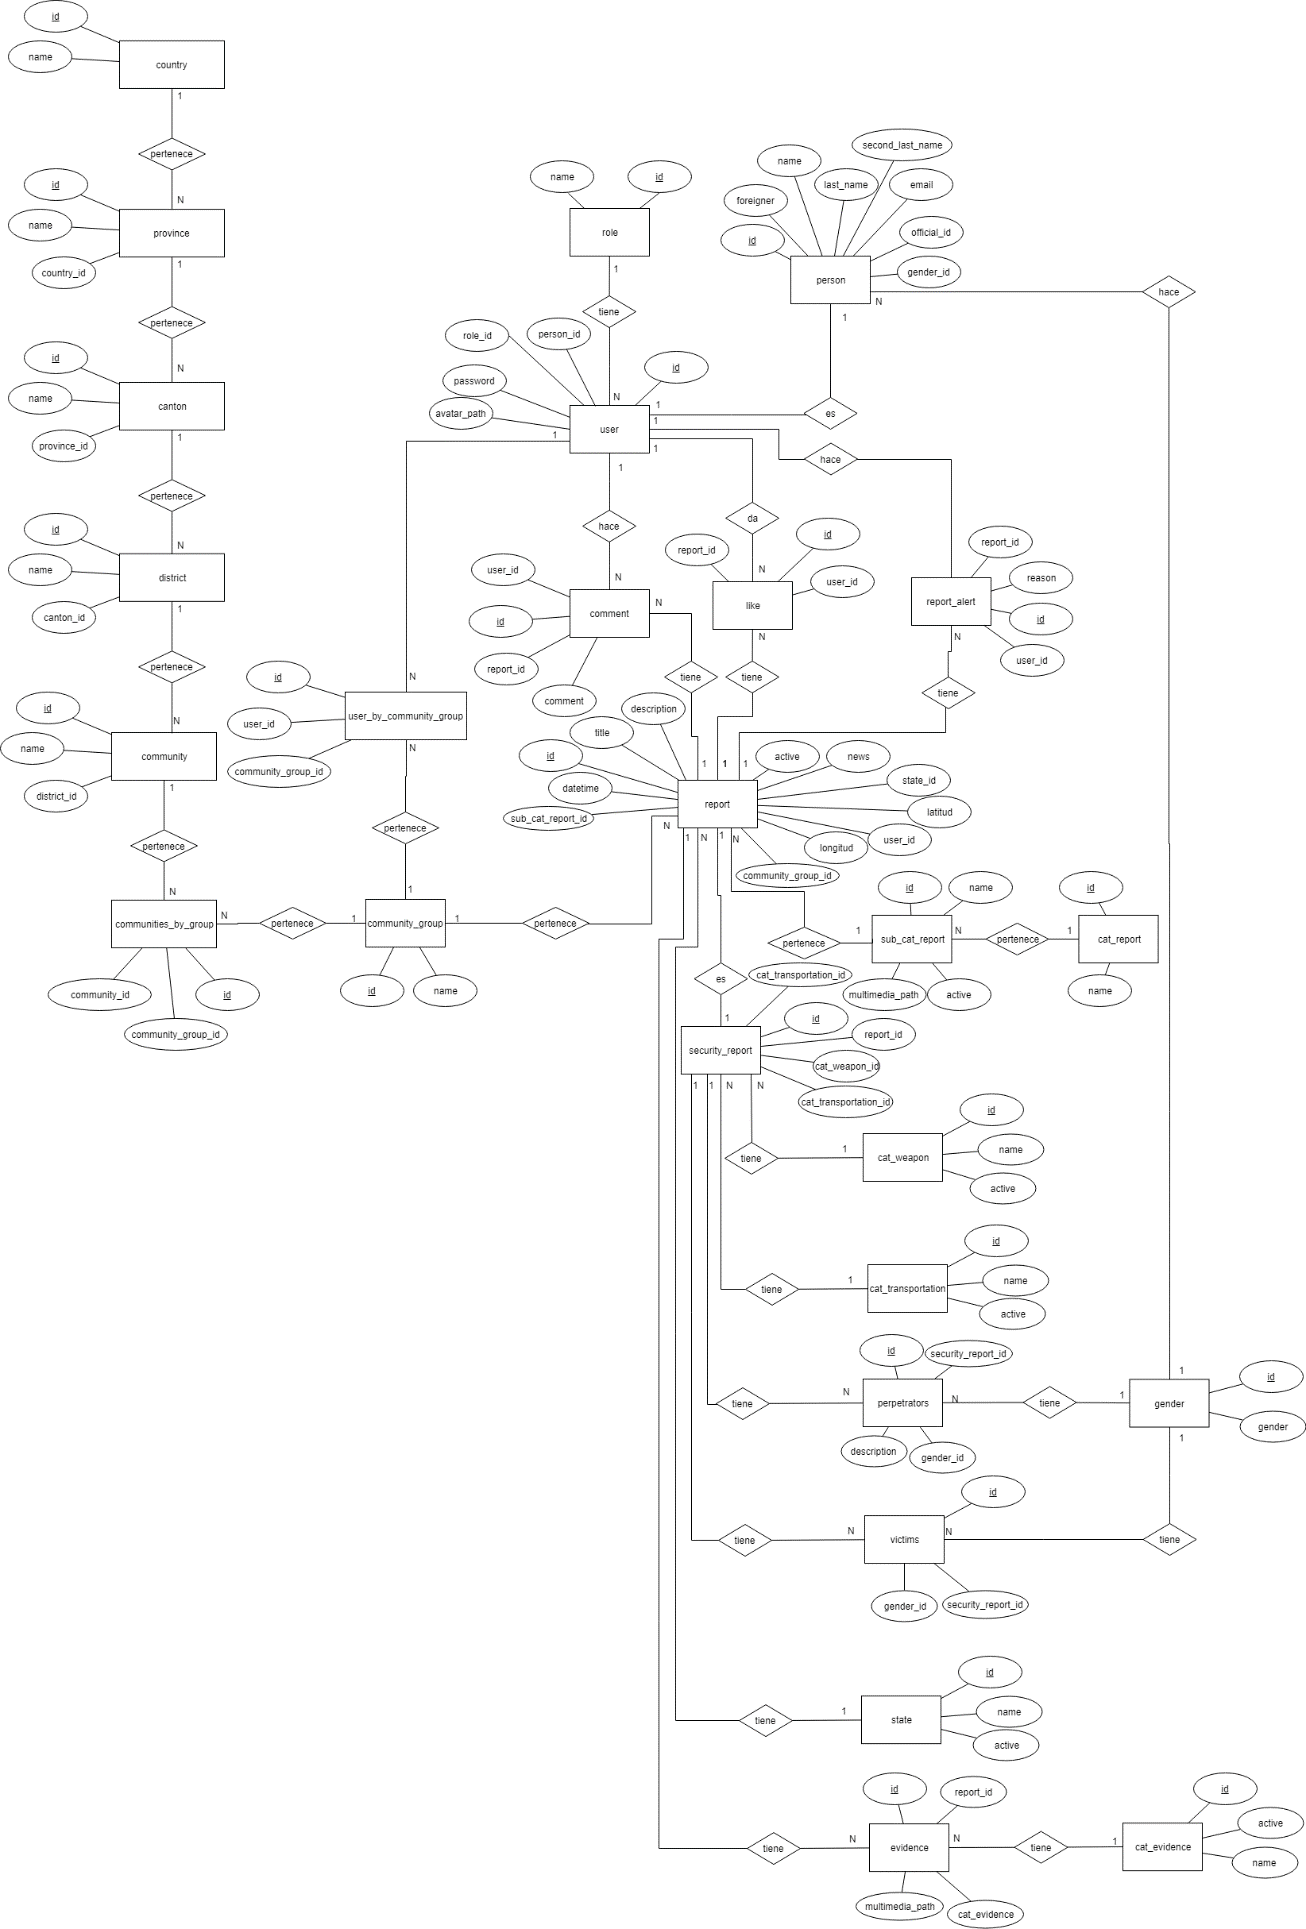 id
name
country
1
pertenece
N
id
name
province
country_id
1
pertenece
N
id
name
canton
province_id
1
pertenece
N
id
name
district
canton_id
1
pertenece
N
id
name
community
district_id
1
pertenece
N
communities_by_group
community_id
id
community_group_id
N
pertenece
1
community_group
id
name
1
pertenece
N
1
pertenece
N
user_by_community_group
id
user_id
community_group_id
N
1
name
id
role
1
tiene
N
role_id
person_id
id
password
avatar_path
user
1
1
1
1
es
1
second_last_name
name
last_name
email
foreigner
official_id
id
gender_id
person
N
hace
hace
da
hace
N
user_id
id
report_id
comment
comment
N
tiene
1
N
report_id
id
user_id
like
N
tiene
1
report_id
reason
id
user_id
report_alert
N
tiene
1
description
title
id
datetime
sub_cat_report_id
report
active
news
state_id
latitud
user_id
longitud
community_group_id
1
N
1
N
pertenece
1
id
name
sub_cat_report
multimedia_path
active
N
pertenece
1
id
cat_report
name
es
1
cat_transportation_id
id
report_id
cat_weapon_id
cat_transportation_id
security_report
1
1
N
N
tiene
1
cat_weapon
id
name
active
tiene
1
cat_transportation
id
name
active
tiene
N
id
security_report_id
perpetrators
description
gender_id
N
tiene
1
1
gender
id
gender
1
tiene
N
victims
id
gender_id
security_report_id
N
tiene
tiene
1
state
id
name
active
tiene
N
id
report_id
evidence
multimedia_path
cat_evidence
N
tiene
1
cat_evidence
id
active
name